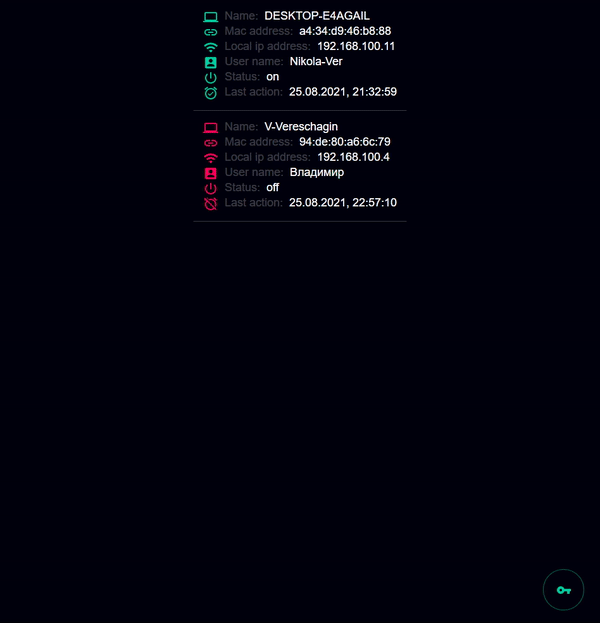 Name: DESKTOP-E4AGAIL
Mac address: a4:34:d9:46:b8:88
Local ip address: 192.168.100.11
User name: Nikola-Ver
Status: on
Last action: 25.08.2021, 21:32:59
Name: V-Vereschagin
Mac address: 94:de:80:a6:6c:79
Local ip address: 192.168.100.4
User name: Владимир
Status: off
Last action: 25.08.2021, 22:57:10